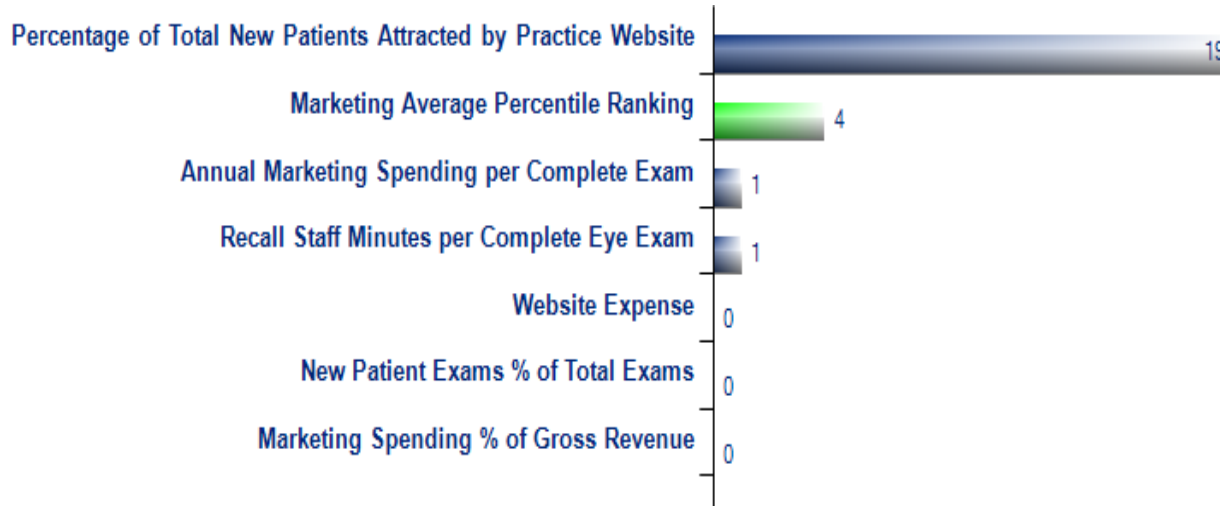 Percentage of Total New Patients Attracted by Practice Website
19
Marketing Average Percentile Ranking
4
Annual Marketing Spending per Complete Exam
1
Recall Staff Minutes per Complete Eye Exam
1
Website Expense
0
New Patient Exams % of Total Exams
0
Marketing Spending % of Gross Revenue
0